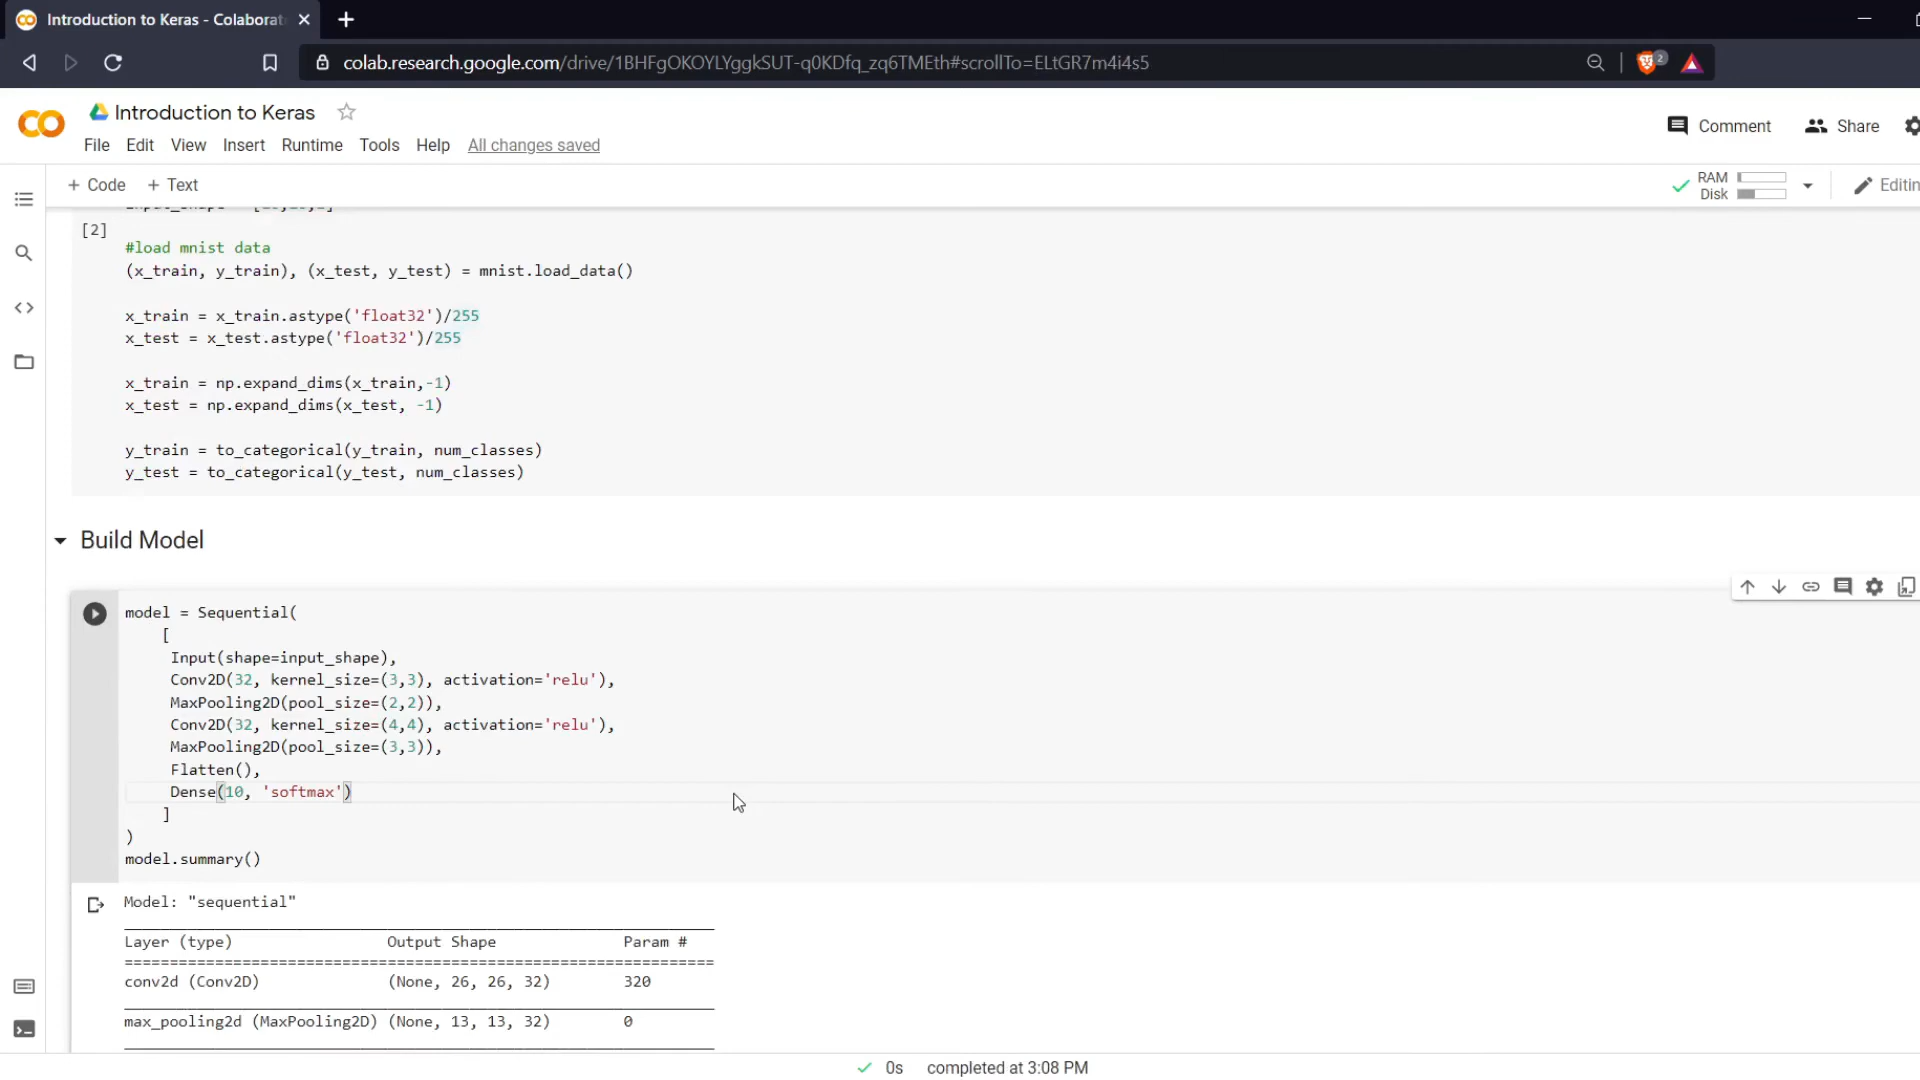 Introduction to Keras - Colaborat
colab.research.google.com/drive/1BHFgOKOYLYggkSUT-q0KDfq_zq6TMEth#scrollTo=ELtGR7m4i4s5
2
Introduction to Keras
Comment
Share
File Edit View Insert Runtime Tools Help All changes saved
+ Code + Text
RAM
Disk
Editin
[2]
#load mnist data
(x_train, y_train), (x_test, y_test) = mnist.load_data()
x_train = x_train.astype('float32')/255
x_test = x_test.astype('float32')/255
x_train = np.expand_dims(x_train,-1)
x_test = np.expand_dims(x_test, -1)
y_train = to_categorical(y_train, num_classes)
y_test = to_categorical(y_test, num_classes)
Build Model
model = Sequential(
[
Input(shape=input_shape),
Conv2D(32, kernel_size=(3,3), activation='relu'),
MaxPooling2D(pool_size=(2,2)),
Conv2D(32, kernel_size=(4,4), activation='relu'),
MaxPooling2D(pool_size=(3,3)),
Flatten(),
Dense(10, 'softmax')
]
)
model.summary()
Model: "sequential"
Layer (type) Output Shape Param #
=================================================================
conv2d (Conv2D) (None, 26, 26, 32) 320
max_pooling2d (MaxPooling2D) (None, 13, 13, 32) 0
0s completed at 3:08 PM